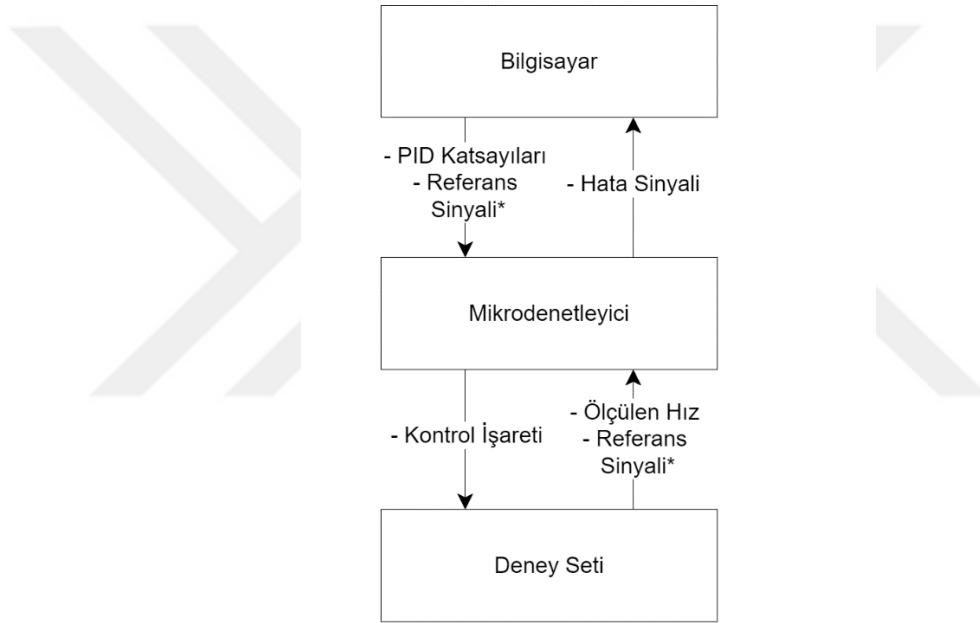 Bilgisayar
- PID Katsayıları
- Referans
Sinyali*
- Hata Sinyali
Mikrodenetleyici
- Kontrol İşareti
- Ölçülen Hız
- Referans
Sinyali*
Deney Seti